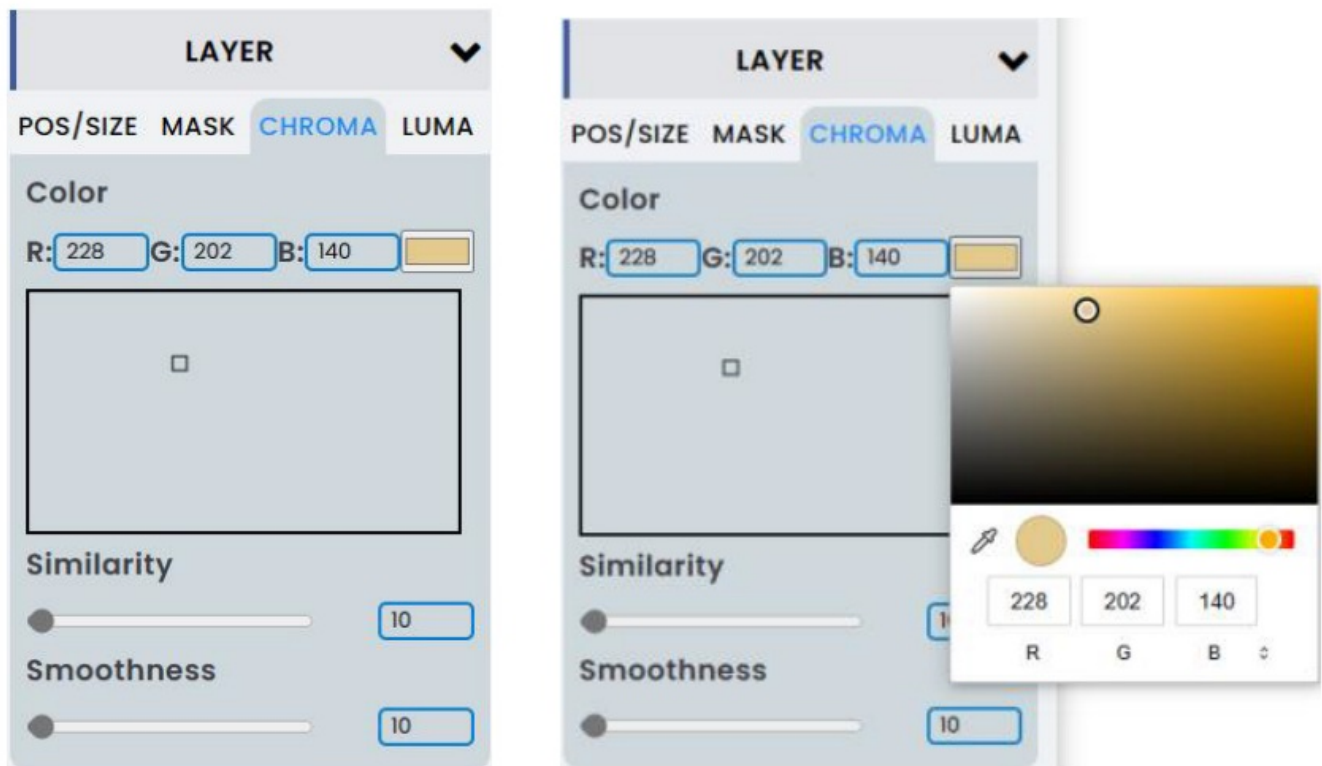 LAYER
POS/SIZE MASK CHROMA LUMA
Color
R: 228 G: 202 B: 140
Similarity
10
Smoothness
10
LAYER
POS/SIZE MASK CHROMA LUMA
Color
R: 228 G: 202 B: 140
Similarity
Smoothness
10
228 202 140
R G B